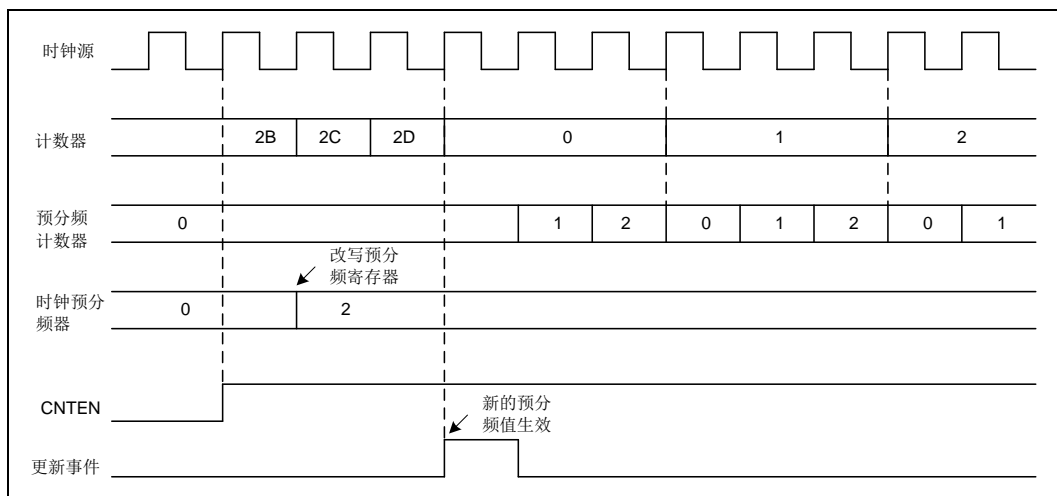 时钟源
计数器
2B 2C 2D 0 1 2
预分频
计数器
0 1 2 0 1 2 0 1
改写预分
频寄存器
时钟预分
频器
0 2
CNTEN
新的预分
频值生效
更新事件